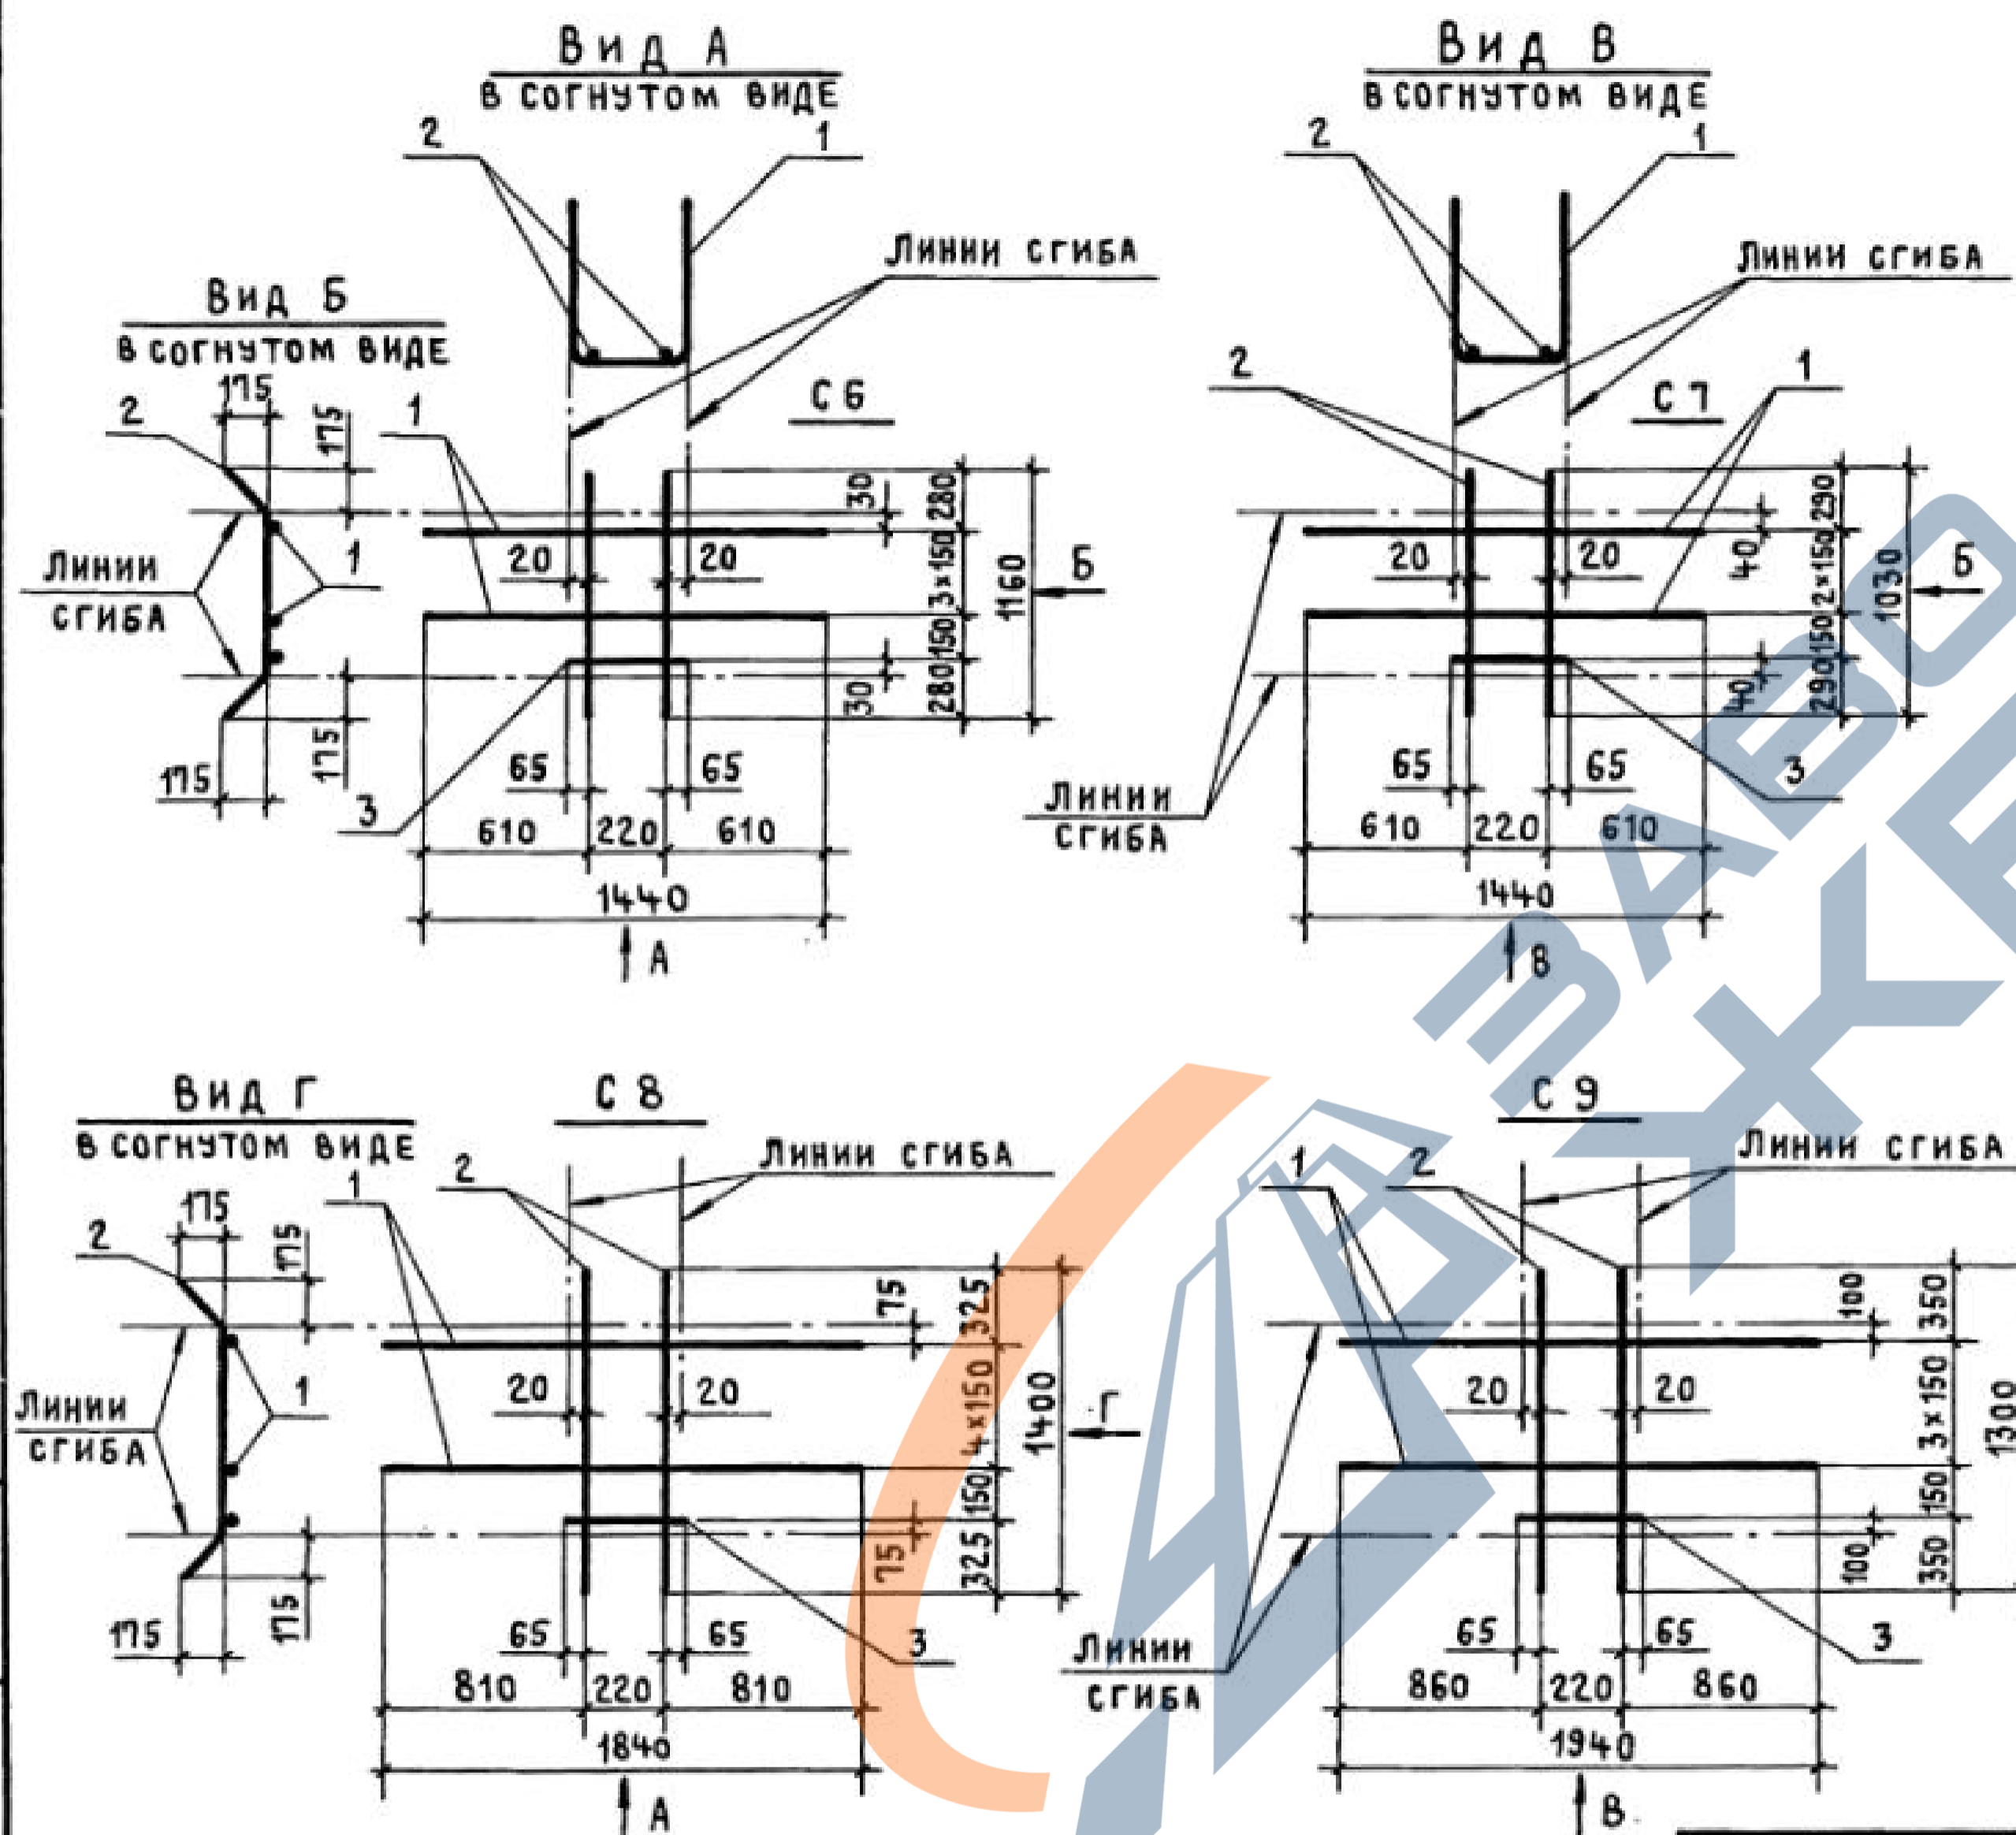 Вид А
в согнутом виде
2
1
Линии сгиба
Вид Б
в согнутом виде
175
2
175
1
С 6
Линии
сгиба
1
20
20
30
280
3×150
1160
Б
150
280
30
175
175
3
65
65
610
220
610
1440
А
Вид В
в согнутом виде
2
1
Линии сгиба
2
1
С 7
20
20
40
290
2×150
1030
Б
150
290
40
65
65
3
Линии
сгиба
610
220
610
1440
В
Вид Г
в согнутом виде
С 8
2
1
Линии сгиба
175
2
175
Линии
сгиба
1
20
20
75
325
4×150
1400
Г
150
325
75
175
175
65
65
3
810
220
810
1840
А
С 9
1
2
Линии сгиба
20
20
100
350
3×150
1300
150
350
100
Линии
сгиба
65
65
3
860
220
860
1940
В